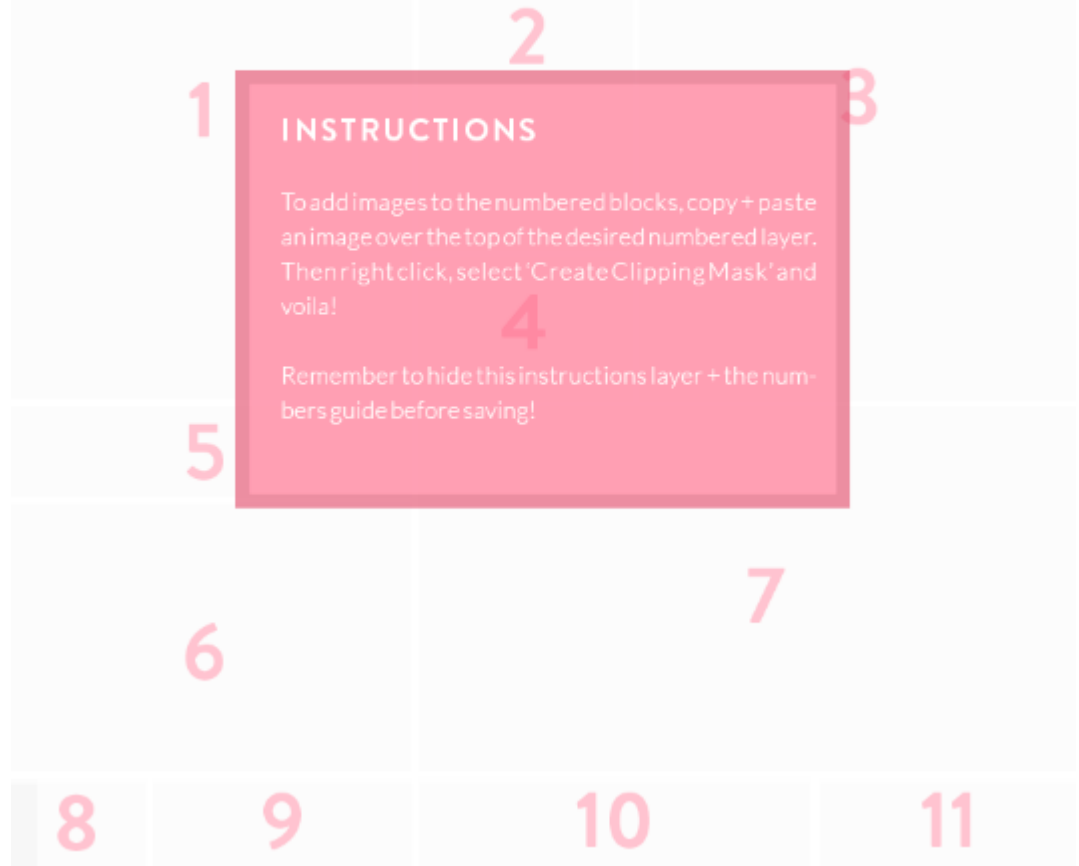 2
1
3
INSTRUCTIONS
To add images to the numbered blocks, copy + paste
an image over the top of the desired numbered layer.
Then right click, select 'Create Clipping Mask' and
voila!
4
Remember to hide this instructions layer + the num-
bers guide before saving!
5
7
6
8 9 10 11